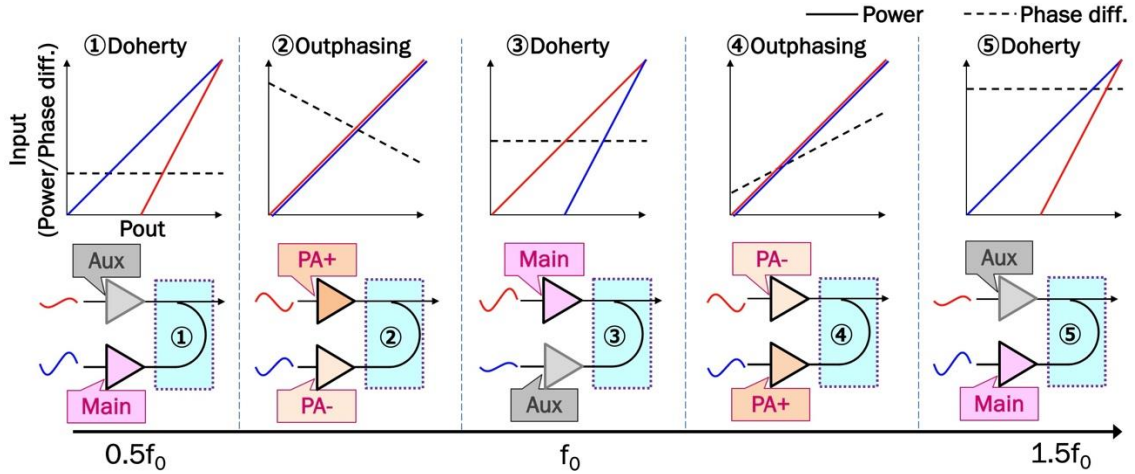 Power
Phase diff.
①Doherty
②Outphasing
③Doherty
④Outphasing
⑤Doherty
Input
(Power/Phase diff.)
Pout
Aux
PA+
Main
PA-
Aux
①
②
③
④
⑤
Main
PA-
Aux
PA+
Main
0.5f₀
f₀
1.5f₀